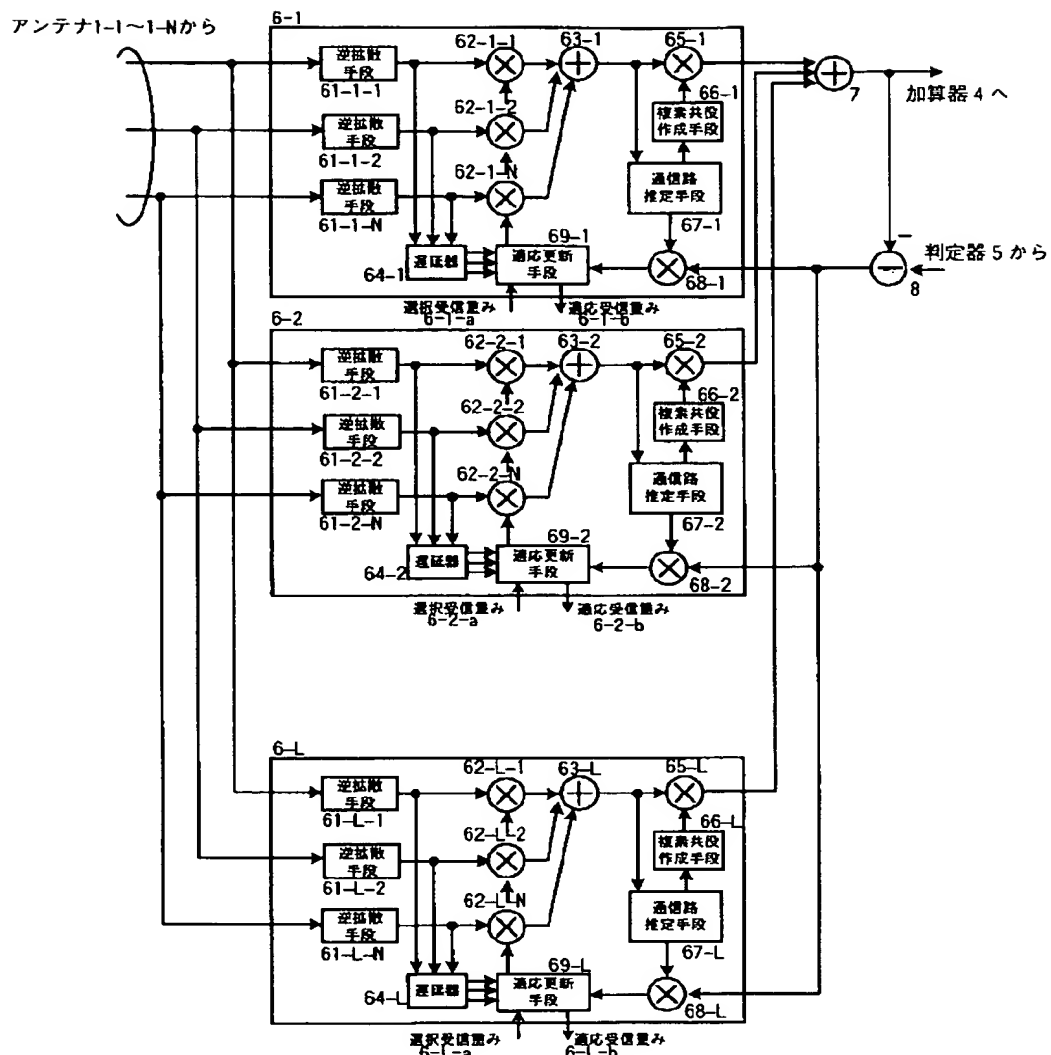 アンテナ1-1～1-Nから
6-1
逆拡散
手段
61-1-1
62-1-1
63-1
65-1
逆拡散
手段
61-1-2
62-1-2
66-1
複素共役
作成手段
逆拡散
手段
61-1-N
62-1-N
通信路
推定手段
67-1
64-1
遅延器
69-1
適応更新
手段
68-1
選択受信重み
6-1-a
適応受信重み
6-1-b
7
加算器4へ
−
判定器5から
8
6-2
逆拡散
手段
61-2-1
62-2-1
63-2
65-2
逆拡散
手段
61-2-2
62-2-2
66-2
複素共役
作成手段
逆拡散
手段
61-2-N
62-2-N
通信路
推定手段
67-2
64-2
遅延器
69-2
適応更新
手段
68-2
選択受信重み
6-2-a
適応受信重み
6-2-b
6-L
逆拡散
手段
61-L-1
62-L-1
63-L
65-L
逆拡散
手段
61-L-2
62-L-2
66-L
複素共役
作成手段
逆拡散
手段
61-L-N
62-L-N
通信路
推定手段
67-L
64-L
遅延器
69-L
適応更新
手段
68-L
選択受信重み
6-L-a
適応受信重み
6-L-b